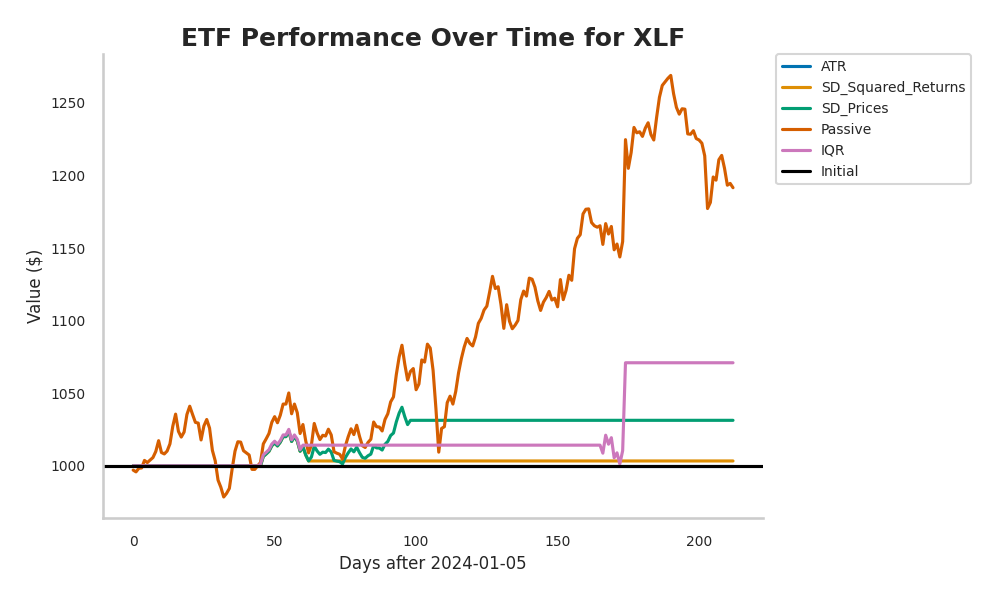 ETF Performance Over Time for XLF
ATR
SD_Squared_Returns
SD_Prices
Passive
IQR
Initial
1250
1200
1150
1100
1050
1000
Value ($)
0 50 100 150 200
Days after 2024-01-05